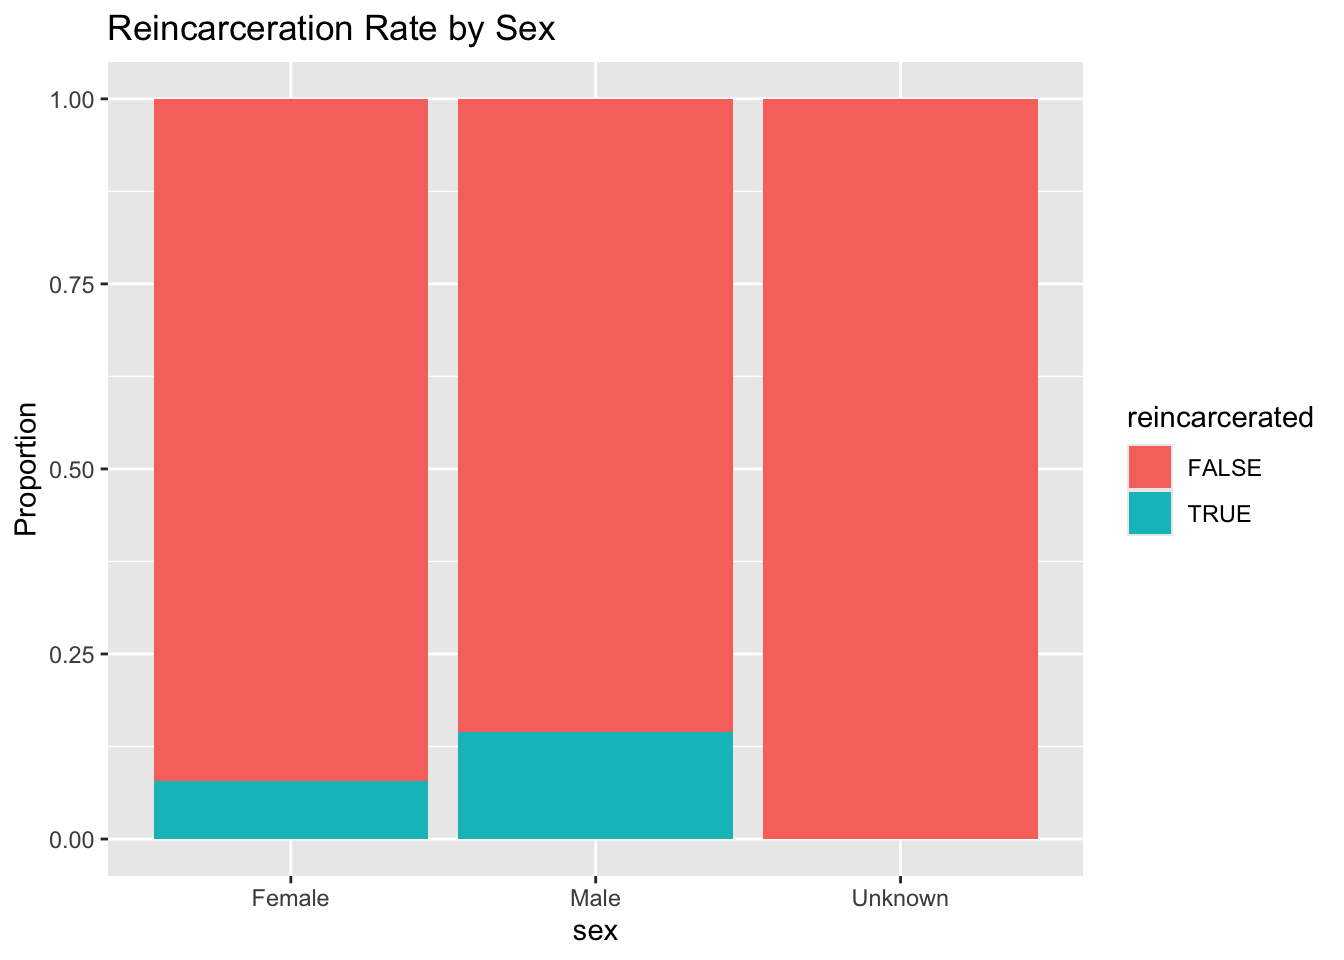 Reincarceration Rate by Sex
1.00
0.75
0.50
0.25
0.00
Proportion
Female Male Unknown
sex
reincarcerated
FALSE
TRUE